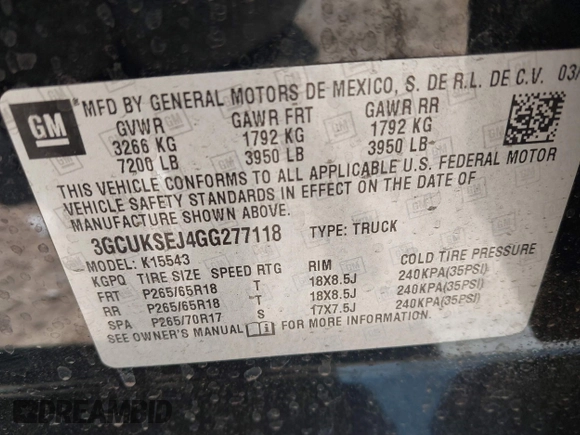 GM
*MFD BY GENERAL MOTORS DE MEXICO, S. DE R.L. DE C.V. 03/
GVWR GAWR FRT GAWR RR
3266 KG 1792 KG 1792 KG
7200 LB 3950 LB 3950 LB
THIS VEHICLE CONFORMS TO ALL APPLICABLE U.S. FEDERAL MOTOR
VEHICLE SAFETY STANDARDS IN EFFECT ON THE DATE OF
MANUFACTURE SHOWN ABOVE.
3GCUKSEJ4GG277118 TYPE: TRUCK
MODEL: K15543
KGPQ TIRE SIZE SPEED RTG RIM COLD TIRE PRESSURE
FRT P265/65R18 T 18X8.5J 240KPA(35PSI)
RR P265/65R18 T 18X8.5J 240KPA(35PSI)
SPA P265/70R17 S 17X7.5J 240KPA(35PSI)
SEE OWNER'S MANUAL FOR MORE INFORMATION.
DREAMBID